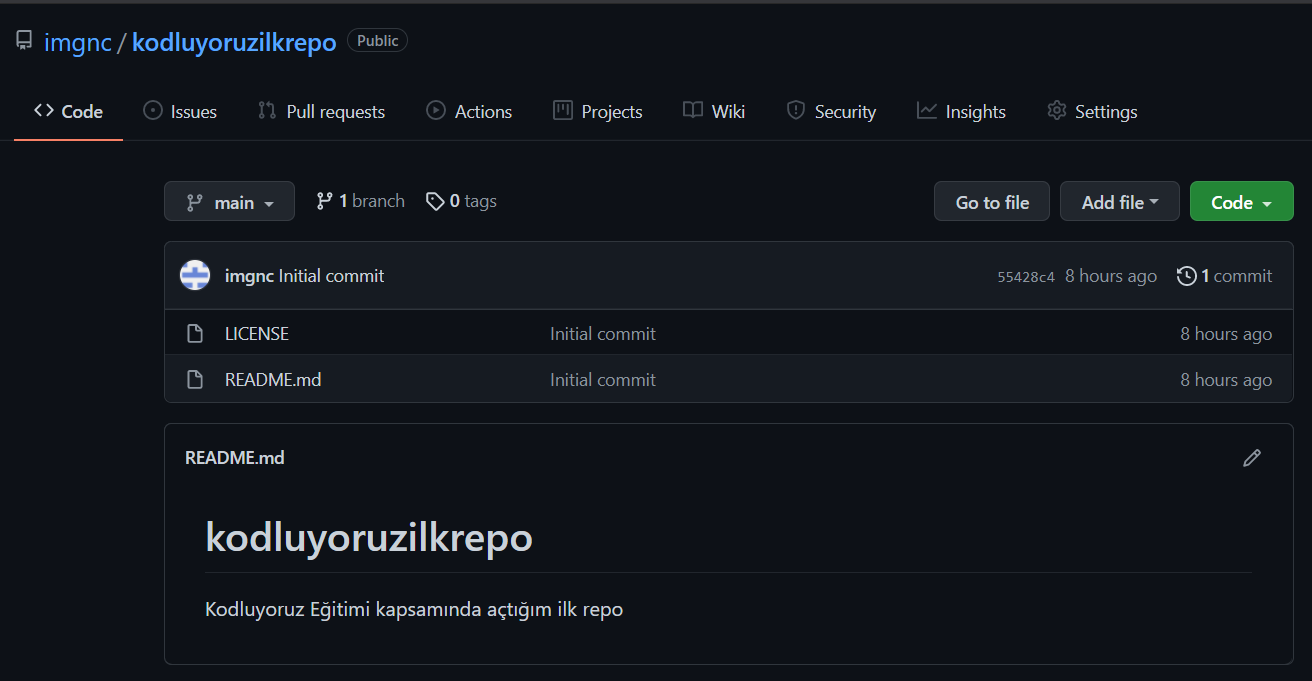 imgnc / kodluyoruzilkrepo Public
Code Issues Pull requests Actions Projects Wiki Security Insights Settings
main 1 branch 0 tags Go to file Add file Code
imgnc Initial commit 55428c4 8 hours ago 1 commit
LICENSE Initial commit 8 hours ago
README.md Initial commit 8 hours ago
README.md
kodluyoruzilkrepo
Kodluyoruz Eğitimi kapsamında açtığım ilk repo